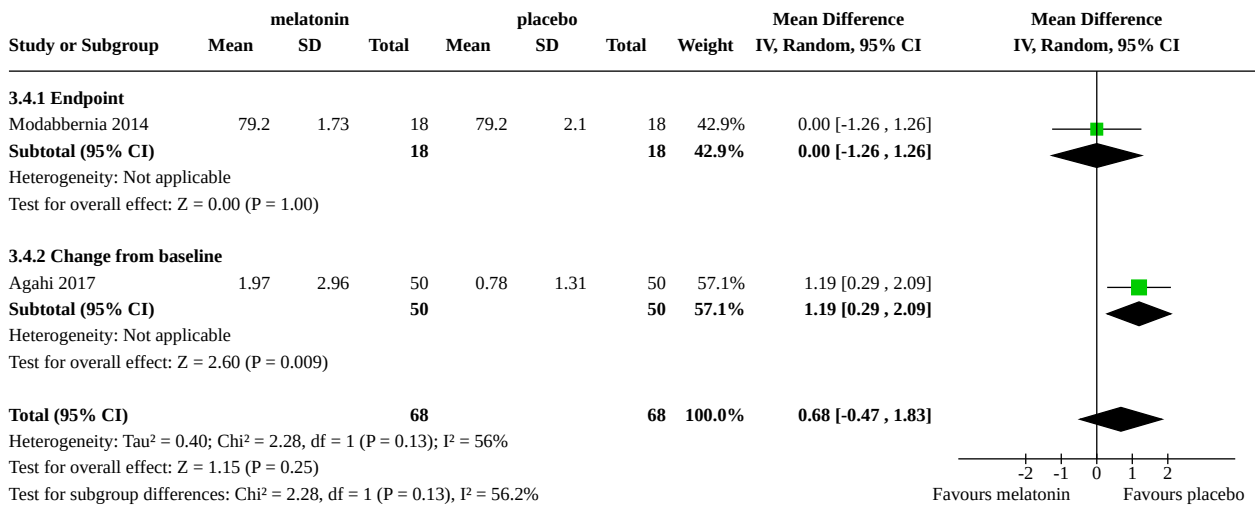 melatonin placebo Mean Difference Mean Difference
Study or Subgroup Mean SD Total Mean SD Total Weight IV, Random, 95% CI IV, Random, 95% CI
3.4.1 Endpoint
Modabbernia 2014 79.2 1.73 18 79.2 2.1 18 42.9% 0.00 [-1.26 , 1.26]
Subtotal (95% CI) 18 18 42.9% 0.00 [-1.26 , 1.26]
Heterogeneity: Not applicable
Test for overall effect: Z = 0.00 (P = 1.00)
3.4.2 Change from baseline
Agahi 2017 1.97 2.96 50 0.78 1.31 50 57.1% 1.19 [0.29 , 2.09]
Subtotal (95% CI) 50 50 57.1% 1.19 [0.29 , 2.09]
Heterogeneity: Not applicable
Test for overall effect: Z = 2.60 (P = 0.009)
Total (95% CI) 68 68 100.0% 0.68 [-0.47 , 1.83]
Heterogeneity: Tau² = 0.40; Chi² = 2.28, df = 1 (P = 0.13); I² = 56%
Test for overall effect: Z = 1.15 (P = 0.25)
-2 -1 0 1 2
Test for subgroup differences: Chi² = 2.28, df = 1 (P = 0.13), I² = 56.2% Favours melatonin Favours placebo